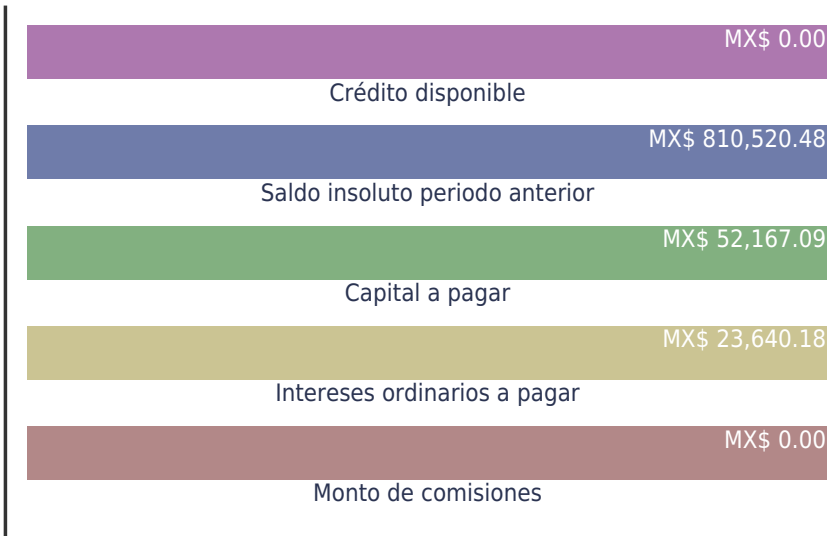 MX$ 0.00
Crédito disponible
MX$ 810,520.48
Saldo insoluto periodo anterior
MX$ 52,167.09
Capital a pagar
MX$ 23,640.18
Intereses ordinarios a pagar
MX$ 0.00
Monto de comisiones